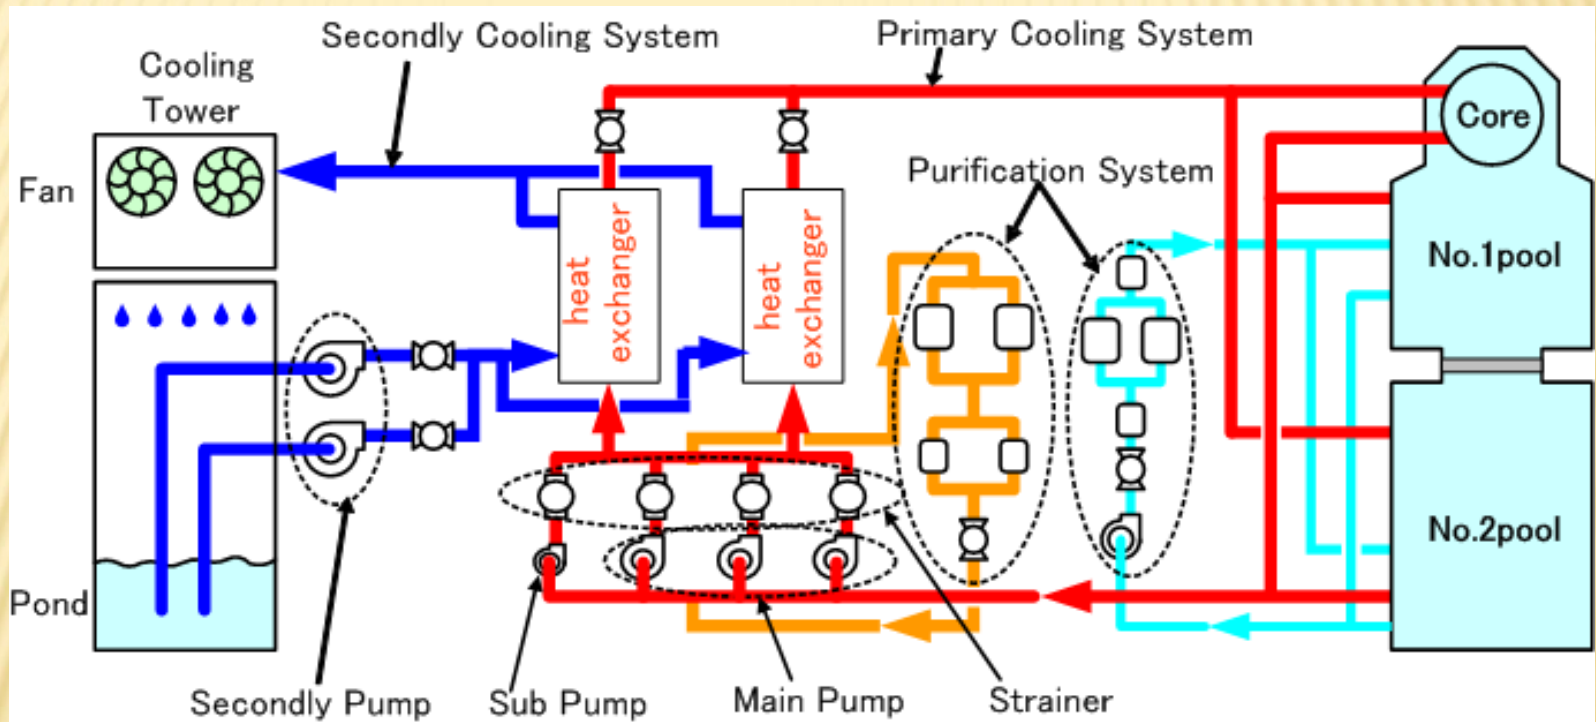 Secondly Cooling System
Primary Cooling System
Cooling
Tower
Core
Purification System
Fan
heat
exchanger
heat
exchanger
No.1pool
No.2pool
Pond
Secondly Pump
Sub Pump
Main Pump
Strainer